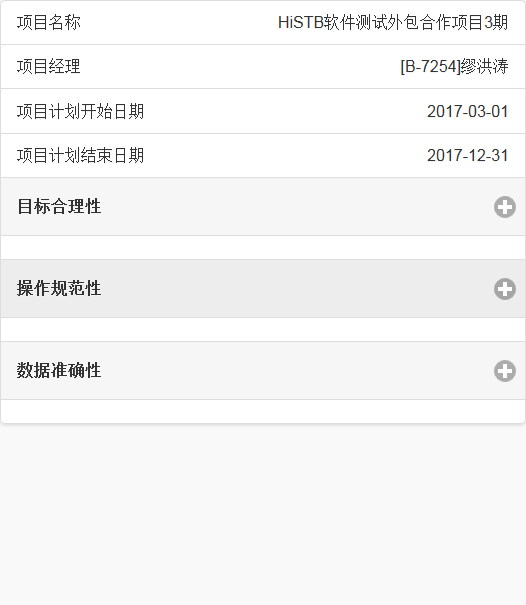 项目名称 HiSTB软件测试外包合作项目3期
项目经理 [B-7254]缪洪涛
项目计划开始日期 2017-03-01
项目计划结束日期 2017-12-31
目标合理性
操作规范性
数据准确性